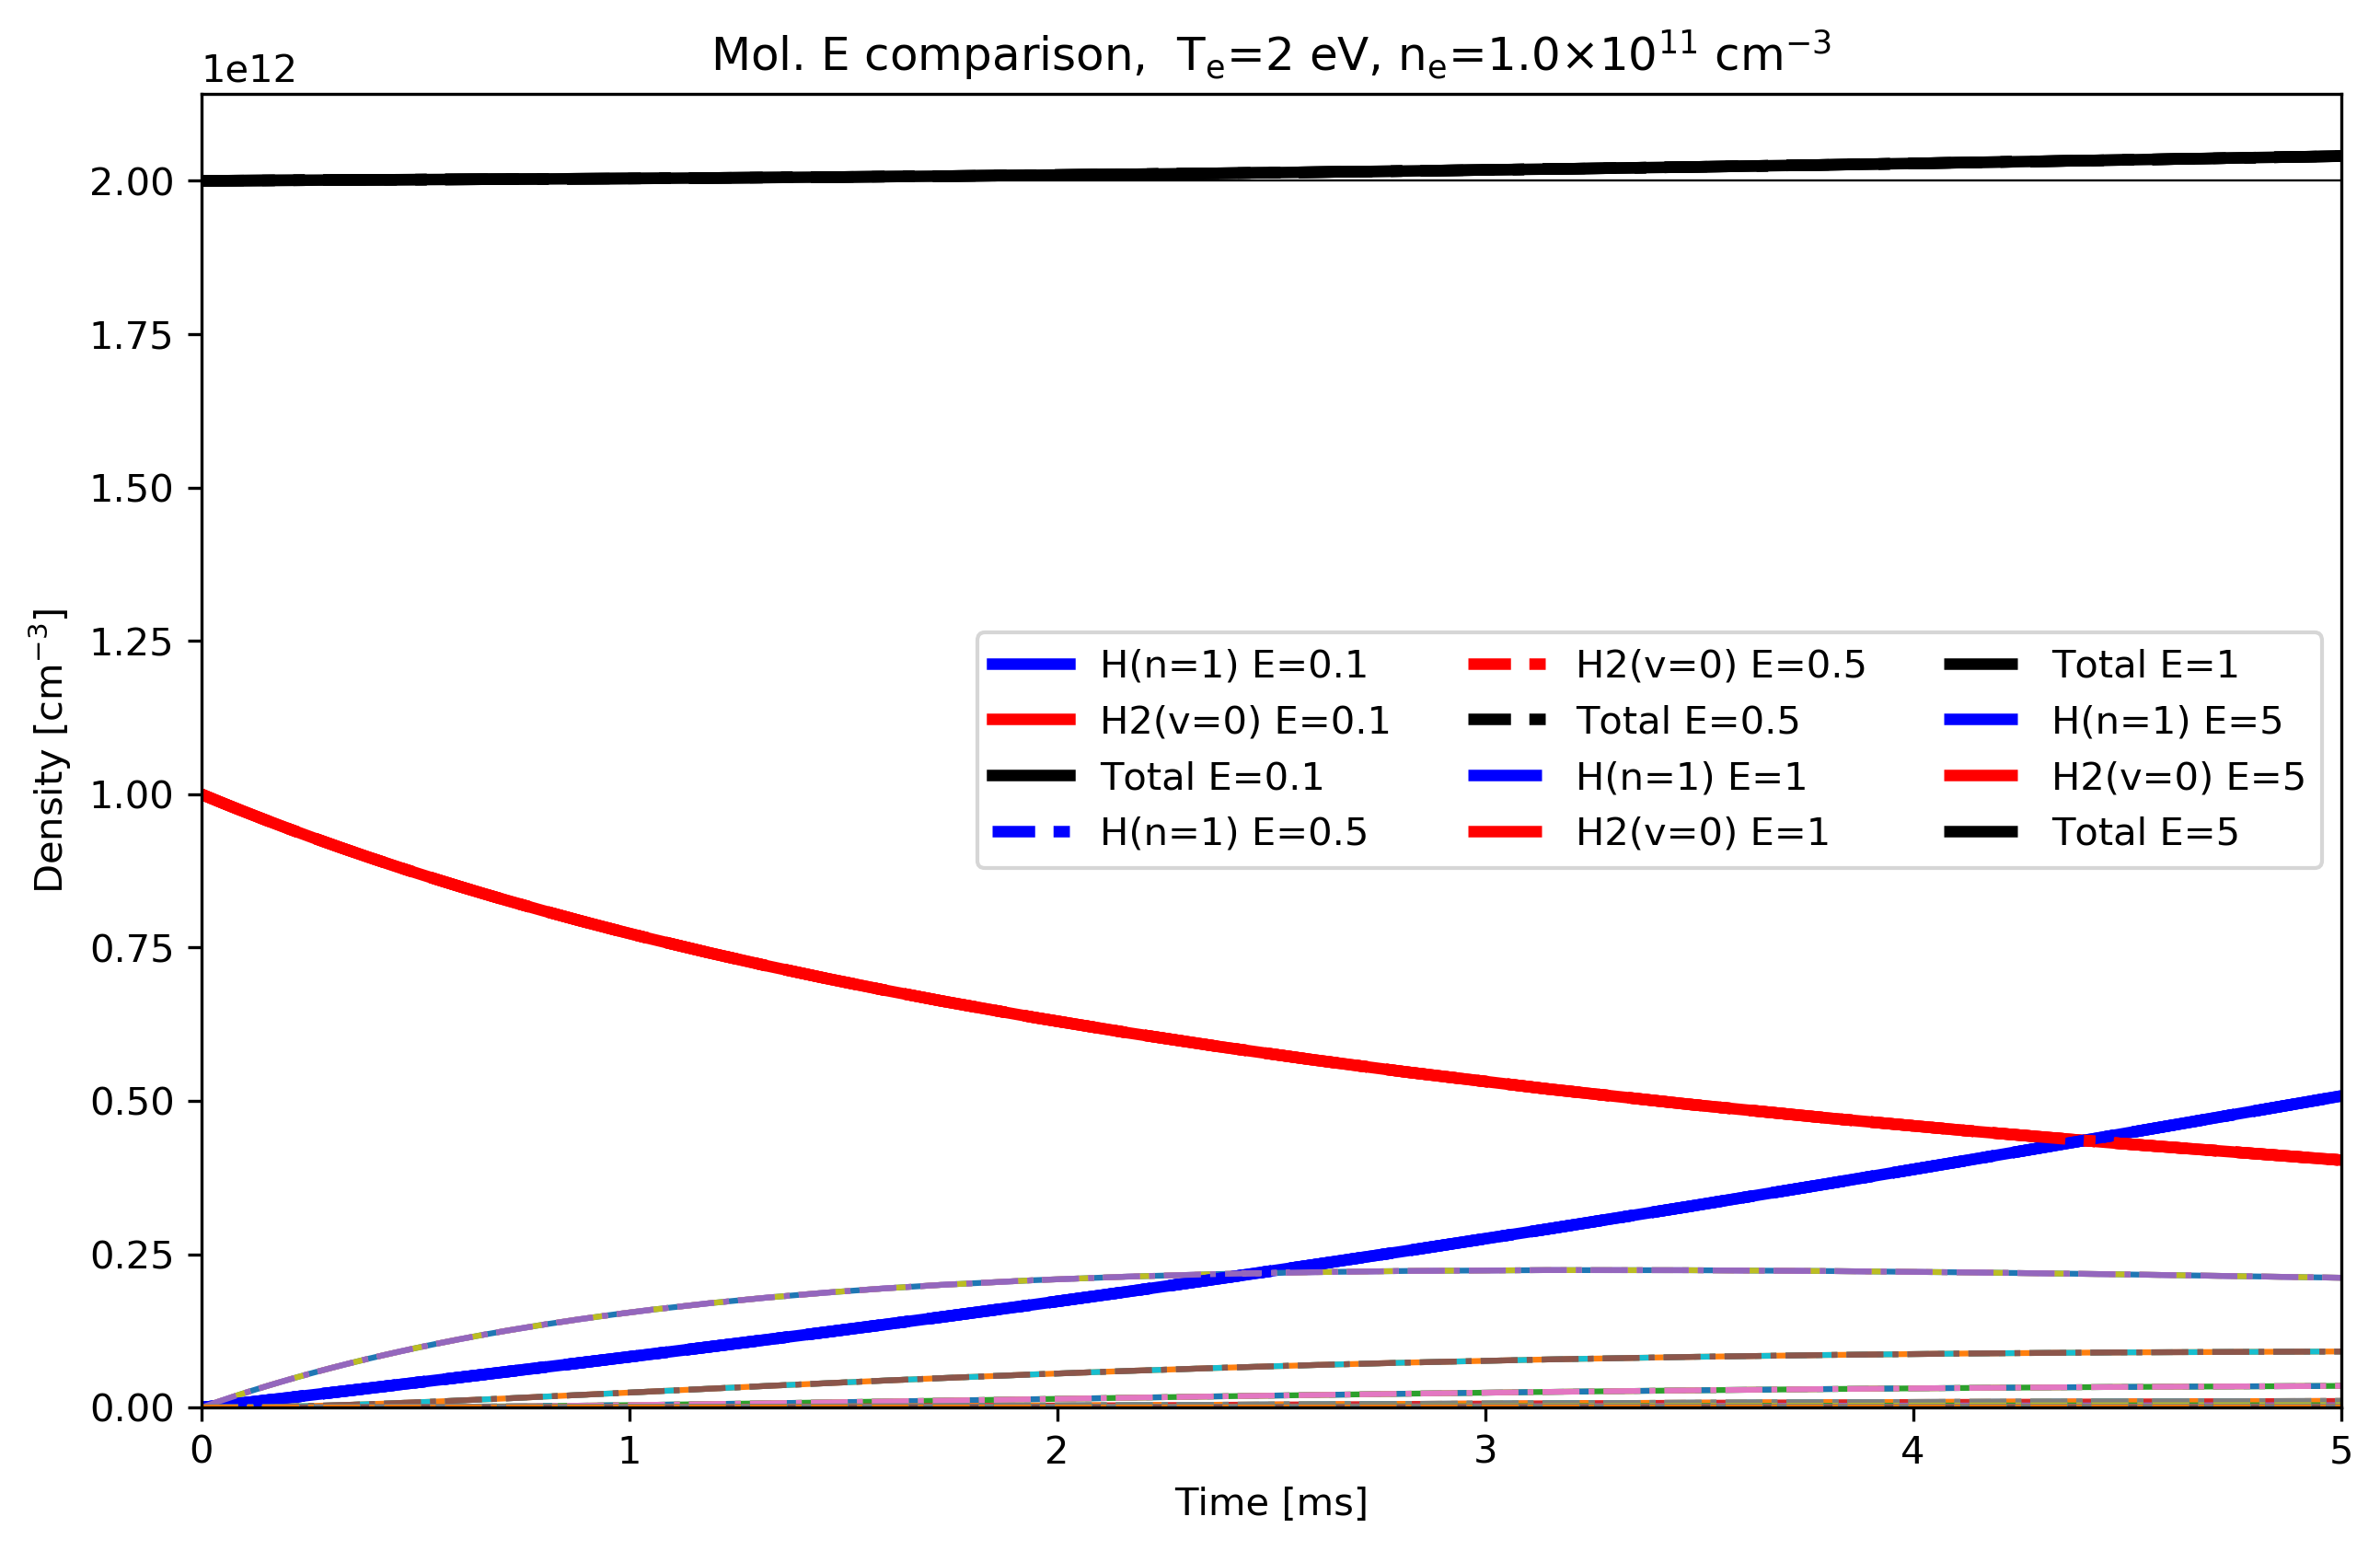 Mol. E comparison, Tₑ=2 eV, nₑ=1.0×10¹¹ cm⁻³
1e12
2.00
1.75
1.50
1.25
1.00
0.75
0.50
0.25
0.00
Density [cm⁻³]
H(n=1) E=0.1
H2(v=0) E=0.1
Total E=0.1
H(n=1) E=0.5
H2(v=0) E=0.5
Total E=0.5
H(n=1) E=1
H2(v=0) E=1
Total E=1
H(n=1) E=5
H2(v=0) E=5
Total E=5
0 1 2 3 4 5
Time [ms]